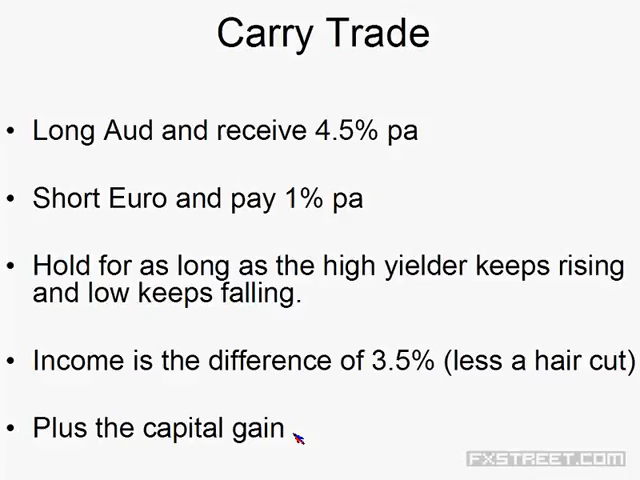 Carry Trade
• Long Aud and receive 4.5% pa
• Short Euro and pay 1% pa
• Hold for as long as the high yielder keeps rising
and low keeps falling.
• Income is the difference of 3.5% (less a hair cut)
• Plus the capital gain
FXSTREET.COM